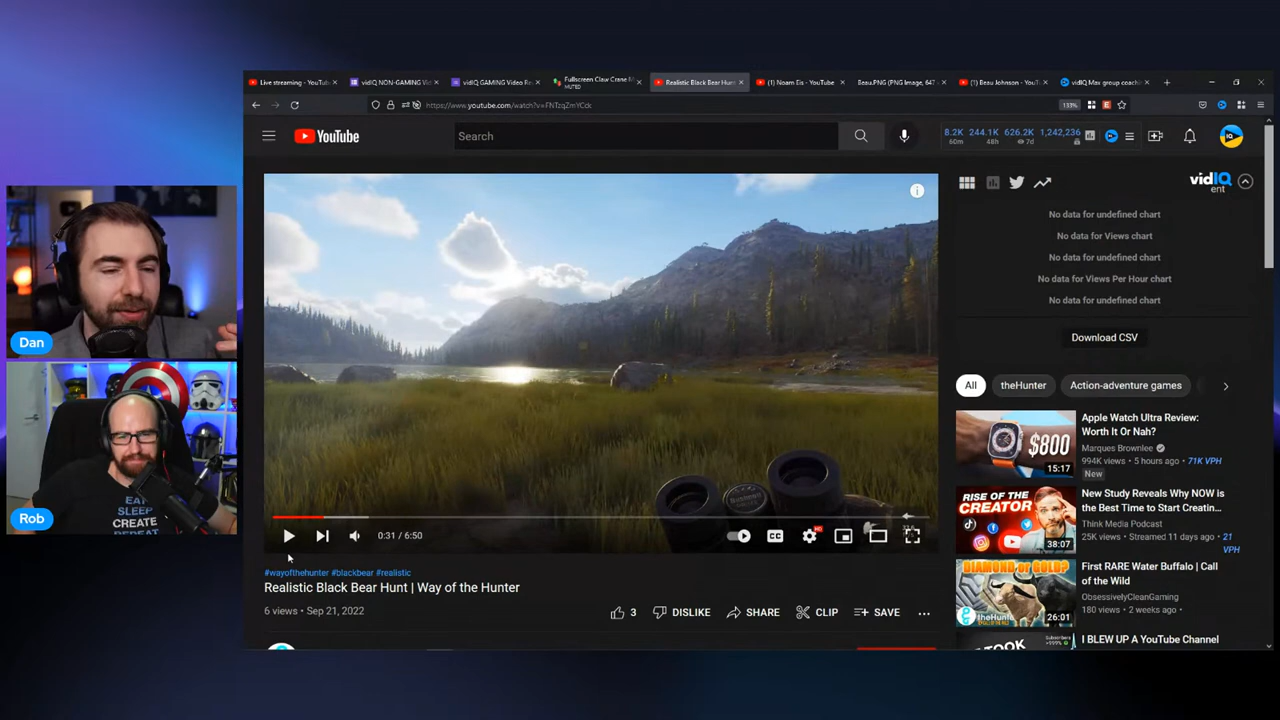 Live streaming - YouTub
vidIQ NON-GAMING Vi
vidIQ GAMING Video Re
Fullscreen Claw Crane M
MUTED
Realistic Black Bear Hun
(1) Noam Eis - YouTube
Beau.PNG (PNG Image, 647
(1) Beau Johnson - YouT
vidIQ Max group coach
https://www.youtube.com/watch?v=
133%
YouTube
Search
8.2K 244.1K 626.2K 1,242,236
60m 48h 7d
vidIQ
ent
No data for undefined chart
No data for Views chart
No data for undefined chart
No data for Views Per Hour chart
No data for undefined chart
Download CSV
All theHunter Action-adventure games
Dan
EAT
SLEEP
CREATE
REPEAT
Rob
0:31 / 6:50
CC
HD
#wayofthehunter #blackbear #realistic
Realistic Black Bear Hunt | Way of the Hunter
6 views • Sep 21, 2022
3 DISLIKE SHARE CLIP SAVE
$800
15:17
Apple Watch Ultra Review:
Worth It Or Nah?
Marques Brownlee
994K views • 5 hours ago • 71K VPH
New
RISE OF THE
CREATOR
38:07
New Study Reveals Why NOW is
the Best Time to Start Creatin...
Think Media Podcast
25K views • Streamed 11 days ago • 21
VPH
DIAMOND or GOLD?
theHunter
26:01
First RARE Water Buffalo | Call
of the Wild
ObsessivelyCleanGaming
180 views • 2 weeks ago •
TOOK
I BLEW UP A YouTube Channel